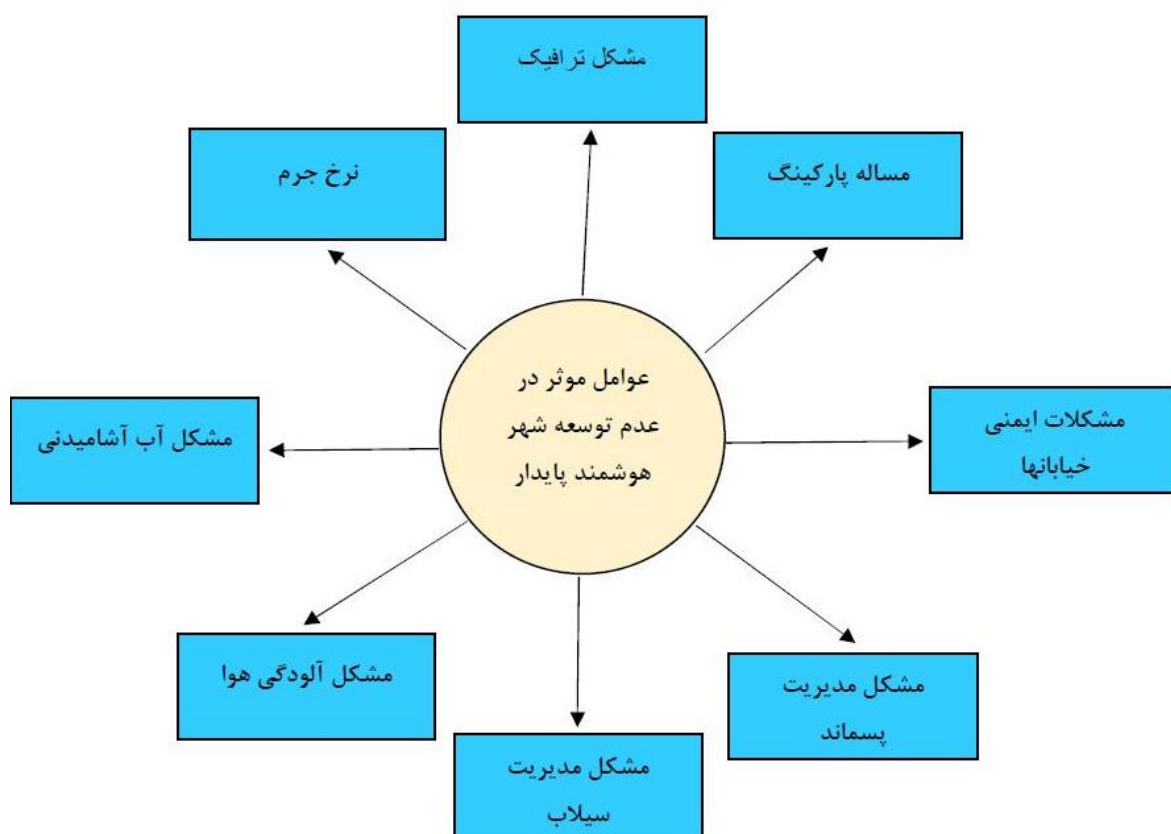 مشکل ترافیک
مساله پارکینگ
نرخ جرم
عوامل موثر در
عدم توسعه شهر
هوشمند پایدار
مشکلات ایمنی
خیابانها
مشکل آب آشامیدنی
مشکل آلودگی هوا
مشکل مدیریت
پسماند
مشکل مدیریت
سیلاب